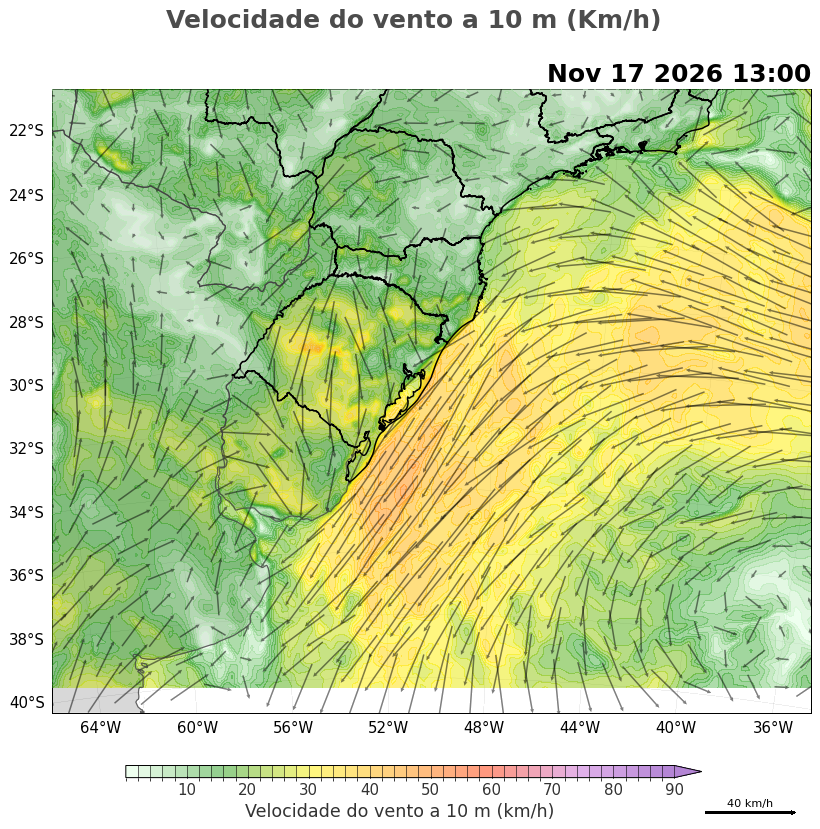 Velocidade do vento a 10 m (Km/h)
Nov 17 2026 13:00
22°S
24°S
26°S
28°S
30°S
32°S
34°S
36°S
38°S
40°S
64°W 60°W 56°W 52°W 48°W 44°W 40°W 36°W
10 20 30 40 50 60 70 80 90
Velocidade do vento a 10 m (km/h)
40 km/h